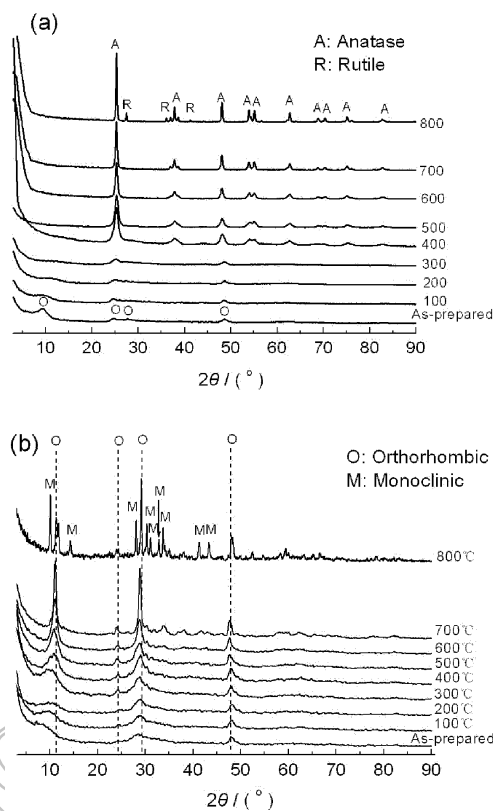 (a)
A
A: Anatase
R: Rutile
R R A R A A A A A A A A
800
700
600
500
400
300
200
100
O O O O
As-prepared
10 20 30 40 50 60 70 80 90
2θ / ( ° )
(b)
O O O O
O: Orthorhombic
M: Monoclinic
M M M M M M M M M
800℃
700℃
600℃
500℃
400℃
300℃
200℃
100℃
As-prepared
10 20 30 40 50 60 70 80 90
2θ / ( ° )